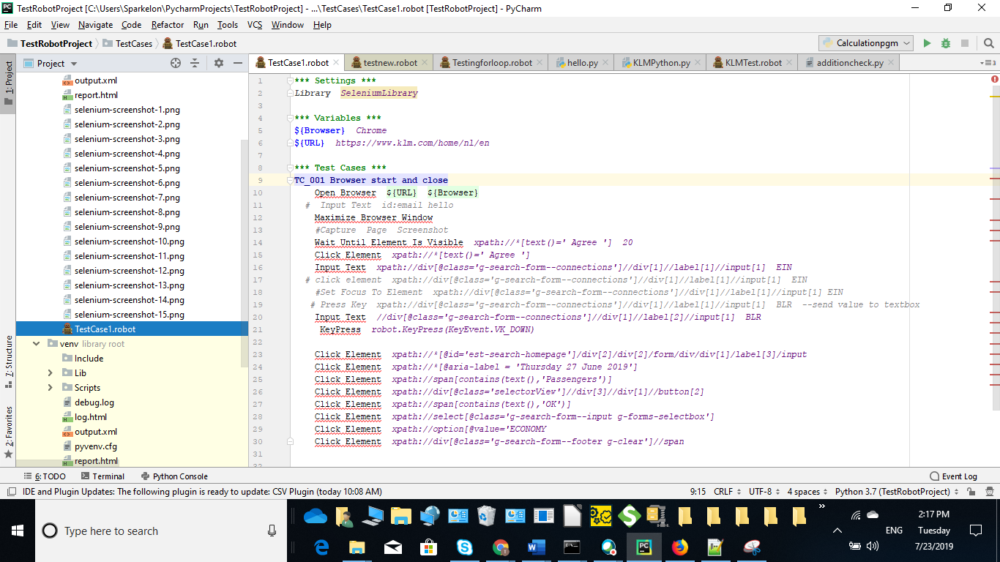 TestRobotProject [C:\Users\Sparkelon\PycharmProjects\TestRobotProject] - ...\TestCases\TestCase1.robot [TestRobotProject] - PyCharm
File Edit View Navigate Code Refactor Run Tools VCS Window Help
TestRobotProject TestCases TestCase1.robot Calculationpgm
Project TestCase1.robot testnew.robot Testingforloop.robot hello.py KLMPython.py KLMTest.robot additioncheck.py
1: Project
7: Structure
2: Favorites
output.xml
report.html
selenium-screenshot-1.png
selenium-screenshot-2.png
selenium-screenshot-3.png
selenium-screenshot-4.png
selenium-screenshot-5.png
selenium-screenshot-6.png
selenium-screenshot-7.png
selenium-screenshot-8.png
selenium-screenshot-9.png
selenium-screenshot-10.png
selenium-screenshot-11.png
selenium-screenshot-12.png
selenium-screenshot-13.png
selenium-screenshot-14.png
selenium-screenshot-15.png
TestCase1.robot
venv library root
Include
Lib
Scripts
debug.log
log.html
output.xml
pyvenv.cfg
report.html
1 *** Settings ***
2 Library  SeleniumLibrary
3
4 *** Variables ***
5 ${Browser}  Chrome
6 ${URL}  https://www.klm.com/home/nl/en
7
8 *** Test Cases ***
9 TC_001 Browser start and close
10     Open Browser  ${URL}  ${Browser}
11   #  Input Text  id:email hello
12     Maximize Browser Window
13     #Capture  Page  Screenshot
14     Wait Until Element Is Visible  xpath://*[text()=' Agree ']  20
15     Click Element  xpath://*[text()=' Agree ']
16     Input Text  xpath://div[@class='g-search-form--connections']//div[1]//label[1]//input[1]  EIN
17   # click element  xpath://div[@class='g-search-form--connections']//div[1]//label[1]//input[1]  EIN
18     #Set Focus To Element  xpath://div[@class='g-search-form--connections']//div[1]//label[1]//input[1] EIN
19    # Press Key  xpath://div[@class='g-search-form--connections']//div[1]//label[1]//input[1]  BLR  --send value to textbox
20     Input Text  //div[@class='g-search-form--connections']//div[1]//label[2]//input[1]  BLR
21      KeyPress  robot.KeyPress(KeyEvent.VK_DOWN)
22
23     Click Element  xpath://*[@id='est-search-homepage']/div[2]/div[2]/form/div/div[1]/label[3]/input
24     Click Element  xpath://*[@aria-label = 'Thursday 27 June 2019']
25     Click Element  xpath://span[contains(text(),'Passengers')]
26     Click Element  xpath://div[@class='selectorView']//div[3]//div[1]//button[2]
27     Click Element  xpath://span[contains(text(),'OK')]
28     Click Element  xpath://select[@class='g-search-form--input g-forms-selectbox']
29     Click Element  xpath://option[@value='ECONOMY
30     Click Element  xpath://div[@class='g-search-form--footer g-clear']//span
31
6: TODO Terminal Python Console Event Log
IDE and Plugin Updates: The following plugin is ready to update: CSV Plugin (today 10:08 AM) 9:15 CRLF UTF-8 4 spaces Python 3.7 (TestRobotProject)
Type here to search
ENG
2:17 PM
Tuesday
7/23/2019